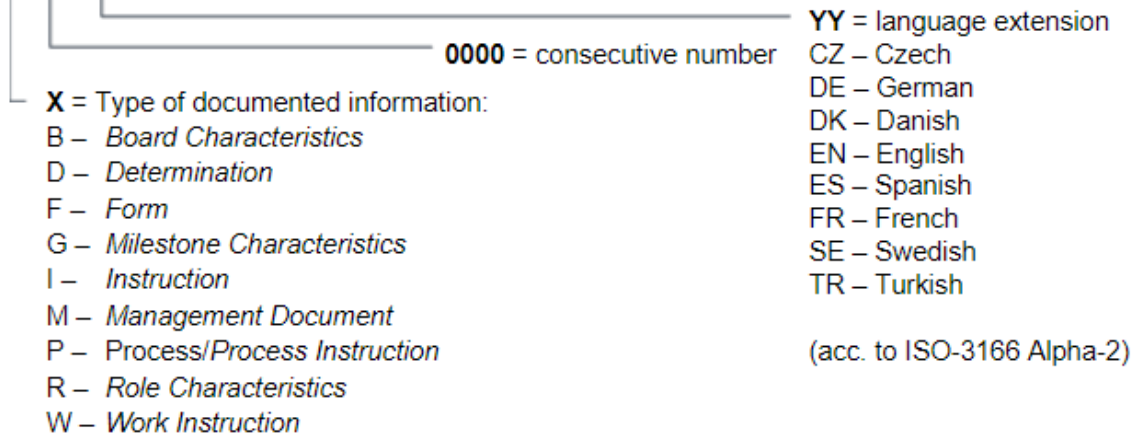 YY = language extension
0000 = consecutive number
CZ – Czech
DE – German
DK – Danish
EN – English
ES – Spanish
FR – French
SE – Swedish
TR – Turkish
(acc. to ISO-3166 Alpha-2)
X = Type of documented information:
B – Board Characteristics
D – Determination
F – Form
G – Milestone Characteristics
I – Instruction
M – Management Document
P – Process/Process Instruction
R – Role Characteristics
W – Work Instruction